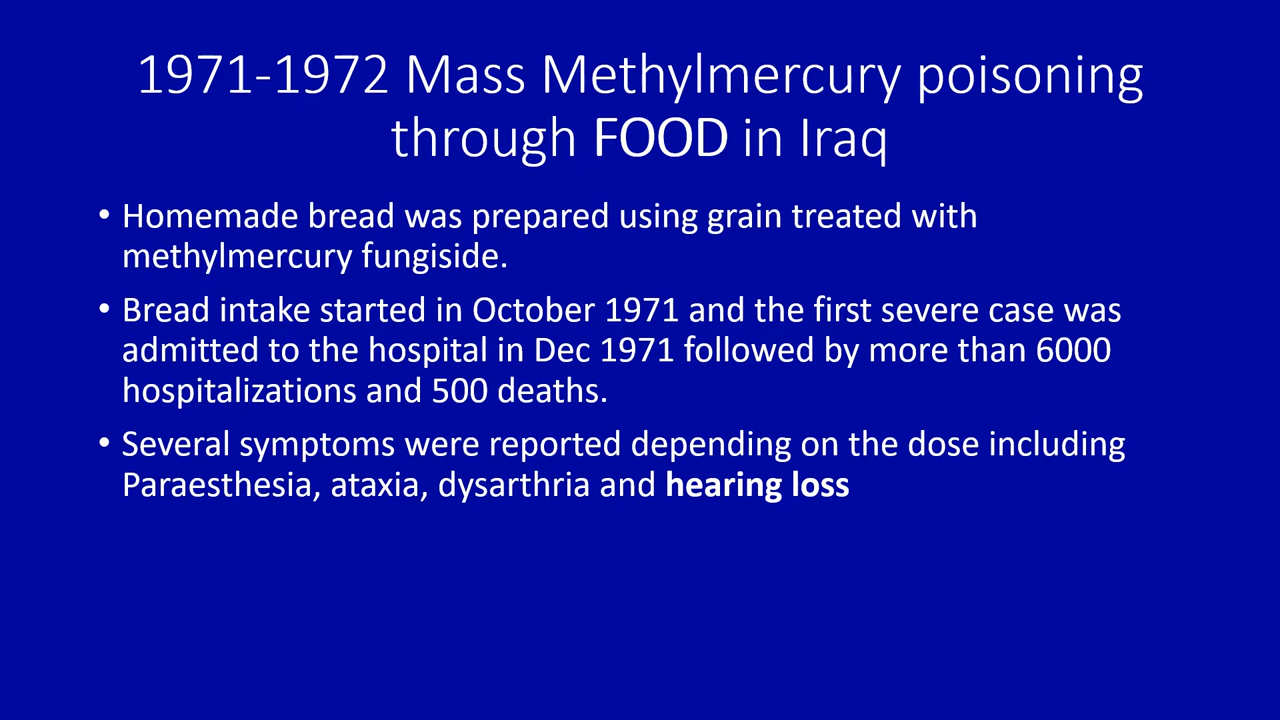 1971-1972 Mass Methylmercury poisoning
through FOOD in Iraq
• Homemade bread was prepared using grain treated with
methylmercury fungiside.
• Bread intake started in October 1971 and the first severe case was
admitted to the hospital in Dec 1971 followed by more than 6000
hospitalizations and 500 deaths.
• Several symptoms were reported depending on the dose including
Paraesthesia, ataxia, dysarthria and hearing loss